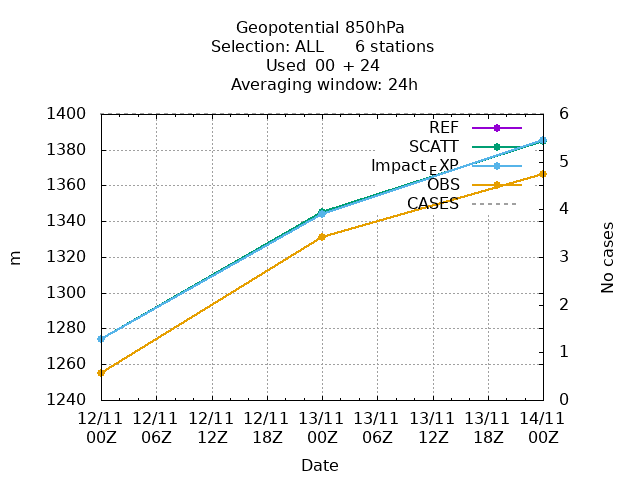 Geopotential 850hPa
Selection: ALL 6 stations
Used 00 + 24
Averaging window: 24h
1400
1380
1360
1340
1320
1300
1280
1260
1240
m
6
5
4
3
2
1
0
No cases
REF
SCATT
Impact_EXP
OBS
CASES
12/11 12/11 12/11 12/11 13/11 13/11 13/11 13/11 14/11
00Z 06Z 12Z 18Z 00Z 06Z 12Z 18Z 00Z
Date